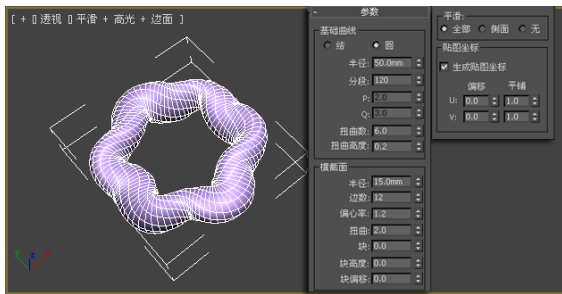 [ + [] 透视 [] 平滑 + 高光 + 边面 ]
- 参数
基础曲线
结 圆
半径: 50.0mm
分段: 120
P: 2.0
Q: 3.0
扭曲数: 6.0
扭曲高度: 0.2
横截面
半径: 15.0mm
边数: 12
偏心率: 1.2
扭曲: 2.0
块: 0.0
块高度: 0.0
块偏移: 0.0
平滑:
全部 侧面 无
贴图坐标
生成贴图坐标
偏移 平铺
U: 0.0 1.0
V: 0.0 1.0
y z x